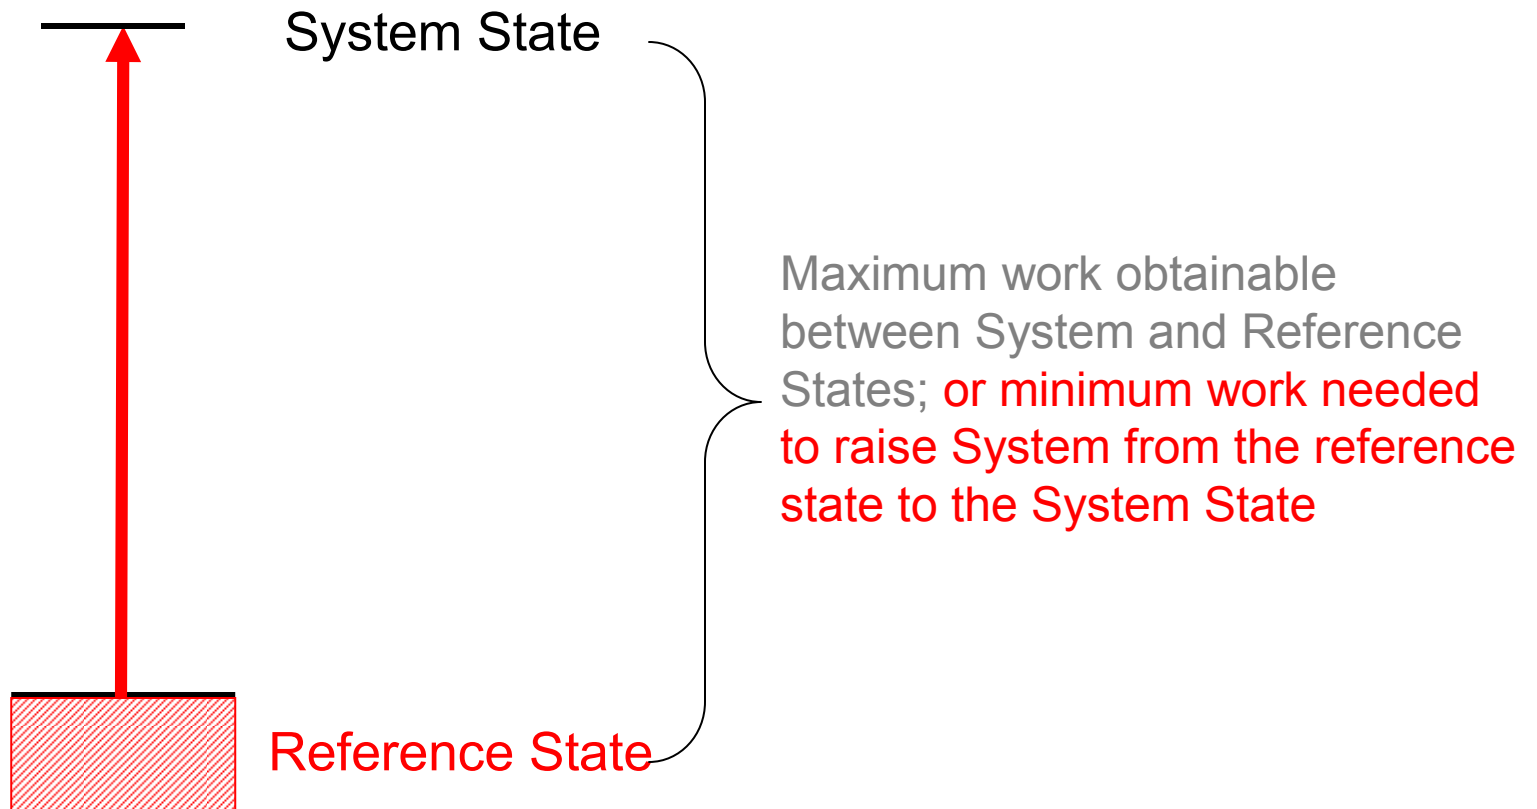 System State
Maximum work obtainable
between System and Reference
States; or minimum work needed
to raise System from the reference
state to the System State
Reference State